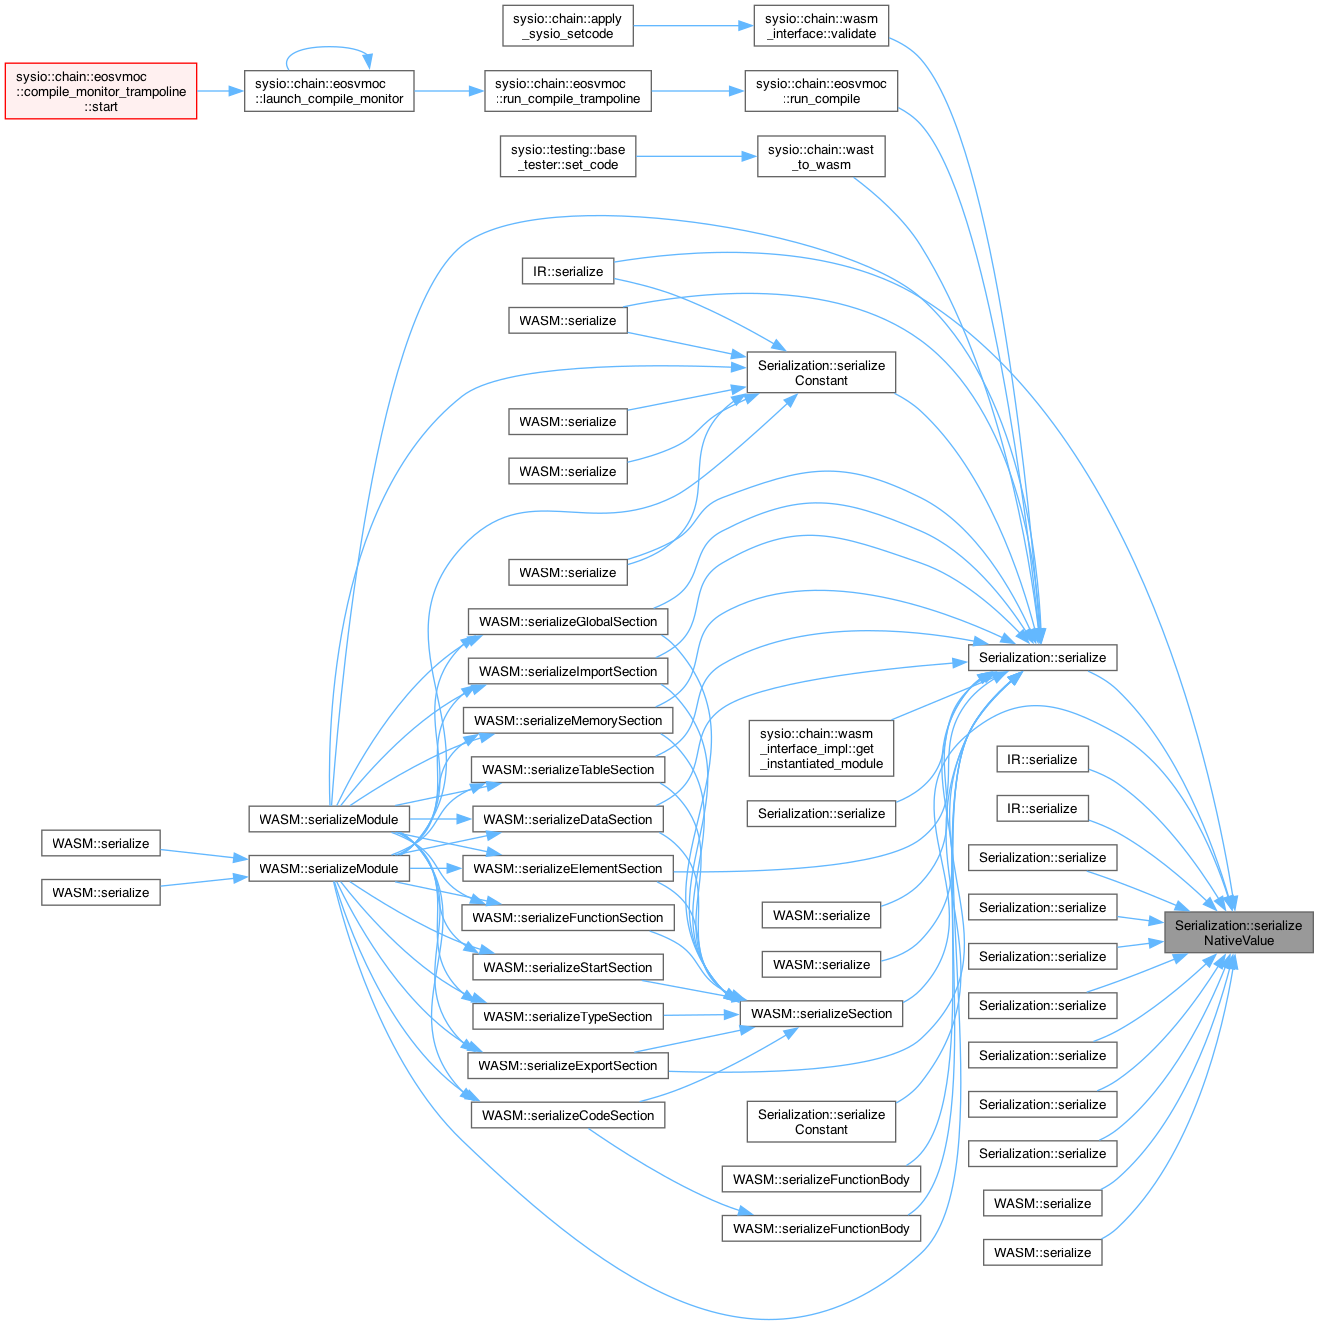 sysio::chain::apply
_sysio_setcode
sysio::chain::wasm
_interface::validate
sysio::chain::eosvmoc
::compile_monitor_trampoline
::start
sysio::chain::eosvmoc
::launch_compile_monitor
sysio::chain::eosvmoc
::run_compile_trampoline
sysio::chain::eosvmoc
::run_compile
sysio::testing::base
_tester::set_code
sysio::chain::wast
_to_wasm
IR::serialize
WASM::serialize
Serialization::serialize
Constant
WASM::serialize
WASM::serialize
WASM::serialize
WASM::serializeGlobalSection
WASM::serializeImportSection
WASM::serializeMemorySection
WASM::serializeTableSection
WASM::serializeDataSection
WASM::serializeElementSection
WASM::serializeFunctionSection
WASM::serializeStartSection
WASM::serializeTypeSection
WASM::serializeExportSection
WASM::serializeCodeSection
WASM::serializeModule
WASM::serializeModule
WASM::serialize
WASM::serialize
Serialization::serialize
sysio::chain::wasm
_interface_impl::get
_instantiated_module
Serialization::serialize
WASM::serialize
WASM::serialize
WASM::serializeSection
Serialization::serialize
Constant
WASM::serializeFunctionBody
WASM::serializeFunctionBody
IR::serialize
IR::serialize
Serialization::serialize
Serialization::serialize
Serialization::serialize
Serialization::serialize
Serialization::serialize
Serialization::serialize
Serialization::serialize
WASM::serialize
WASM::serialize
Serialization::serialize
NativeValue